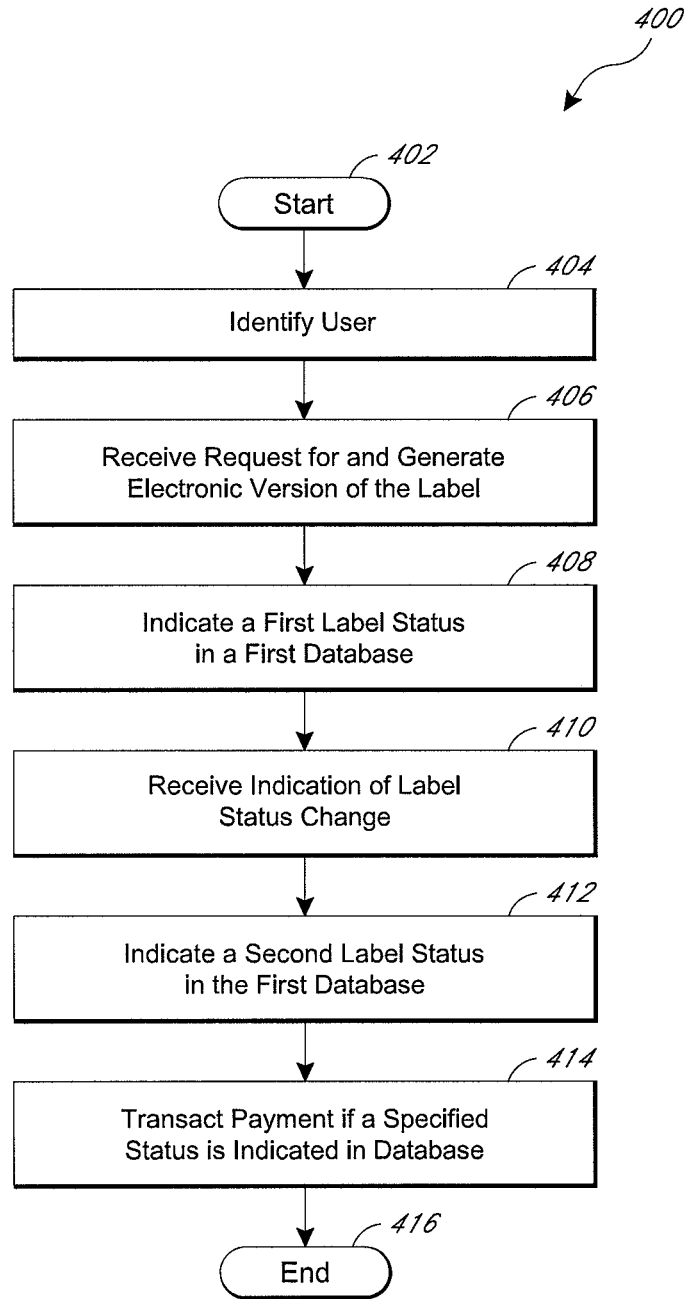 400
402
Start
404
Identify User
406
Receive Request for and Generate
Electronic Version of the Label
408
Indicate a First Label Status
in a First Database
410
Receive Indication of Label
Status Change
412
Indicate a Second Label Status
in the First Database
414
Transact Payment if a Specified
Status is Indicated in Database
416
End